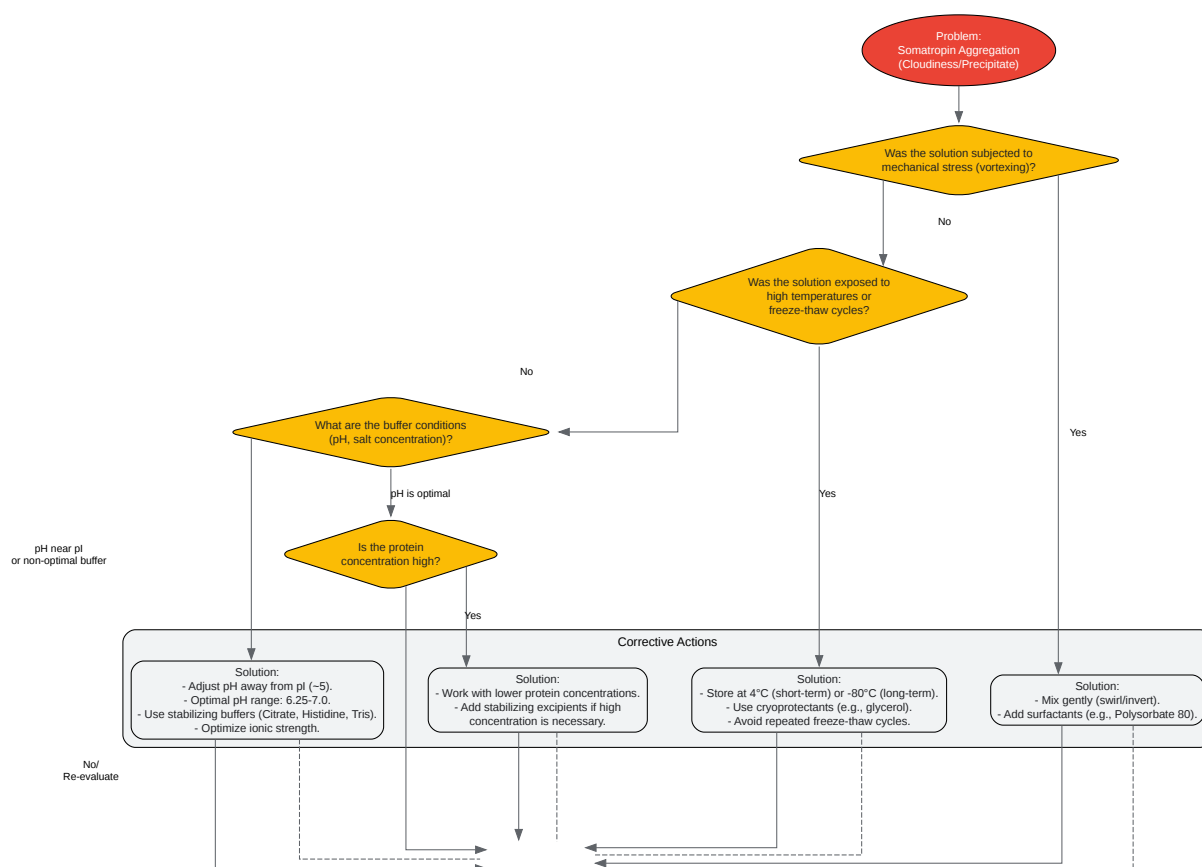 Problem:
Somatropin Aggregation
(Cloudiness/Precipitate)
Was the solution subjected to
mechanical stress (vortexing)?
No
Was the solution exposed to
high temperatures or
freeze-thaw cycles?
No
What are the buffer conditions
(pH, salt concentration)?
Yes
pH is optimal
Yes
pH near pI
or non-optimal buffer
Is the protein
concentration high?
Yes
Corrective Actions
Solution:
- Adjust pH away from pI (~5).
- Optimal pH range: 6.25-7.0.
- Use stabilizing buffers (Citrate, Histidine, Tris).
- Optimize ionic strength.
Solution:
- Work with lower protein concentrations.
- Add stabilizing excipients if high
concentration is necessary.
Solution:
- Store at 4°C (short-term) or -80°C (long-term).
- Use cryoprotectants (e.g., glycerol).
- Avoid repeated freeze-thaw cycles.
Solution:
- Mix gently (swirl/invert).
- Add surfactants (e.g., Polysorbate 80).
No/
Re-evaluate